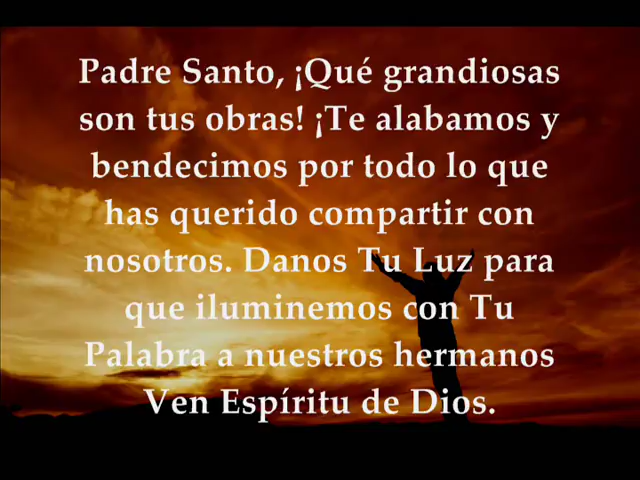 Padre Santo, ¡Qué grandiosas
son tus obras! ¡Te alabamos y
bendecimos por todo lo que
has querido compartir con
nosotros. Danos Tu Luz para
que iluminemos con Tu
Palabra a nuestros hermanos
Ven Espíritu de Dios.